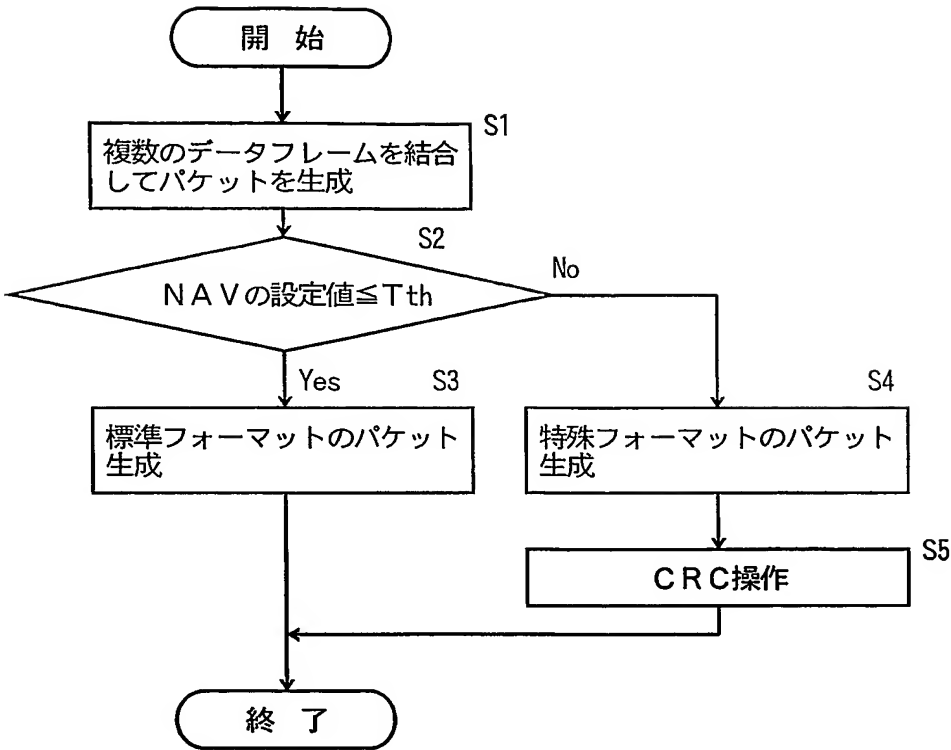 開 始
S1
複数のデータフレームを結合
してパケットを生成
S2
NAVの設定値≦Tth
No
Yes
S3
標準フォーマットのパケット
生成
S4
特殊フォーマットのパケット
生成
S5
CRC操作
終 了